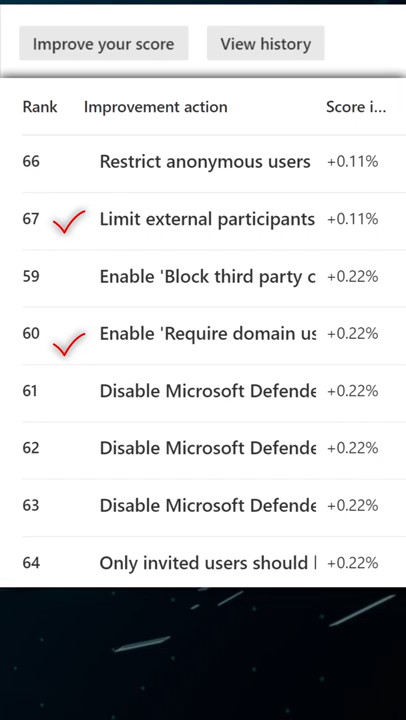 Improve your score View history
Rank Improvement action Score i...
66 Restrict anonymous users +0.11%
67 Limit external participants +0.11%
59 Enable 'Block third party c +0.22%
60 Enable 'Require domain us +0.22%
61 Disable Microsoft Defende +0.22%
62 Disable Microsoft Defende +0.22%
63 Disable Microsoft Defende +0.22%
64 Only invited users should +0.22%